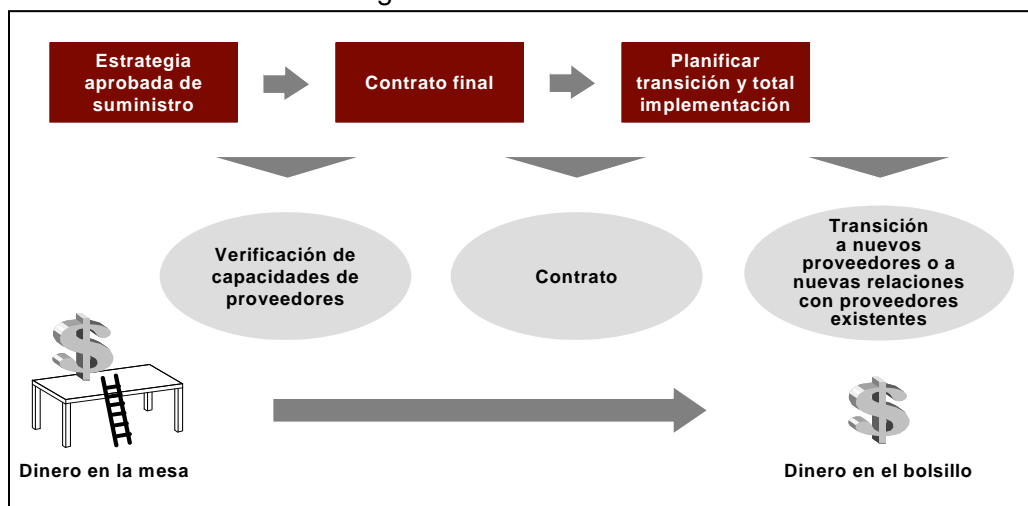 Estrategia
aprobada de
suministro
Contrato final
Planificar
transición y total
implementación
Verificación de
capacidades de
proveedores
Contrato
Transición
a nuevos
proveedores o a
nuevas relaciones
con proveedores
existentes
$
$
Dinero en la mesa
Dinero en el bolsillo